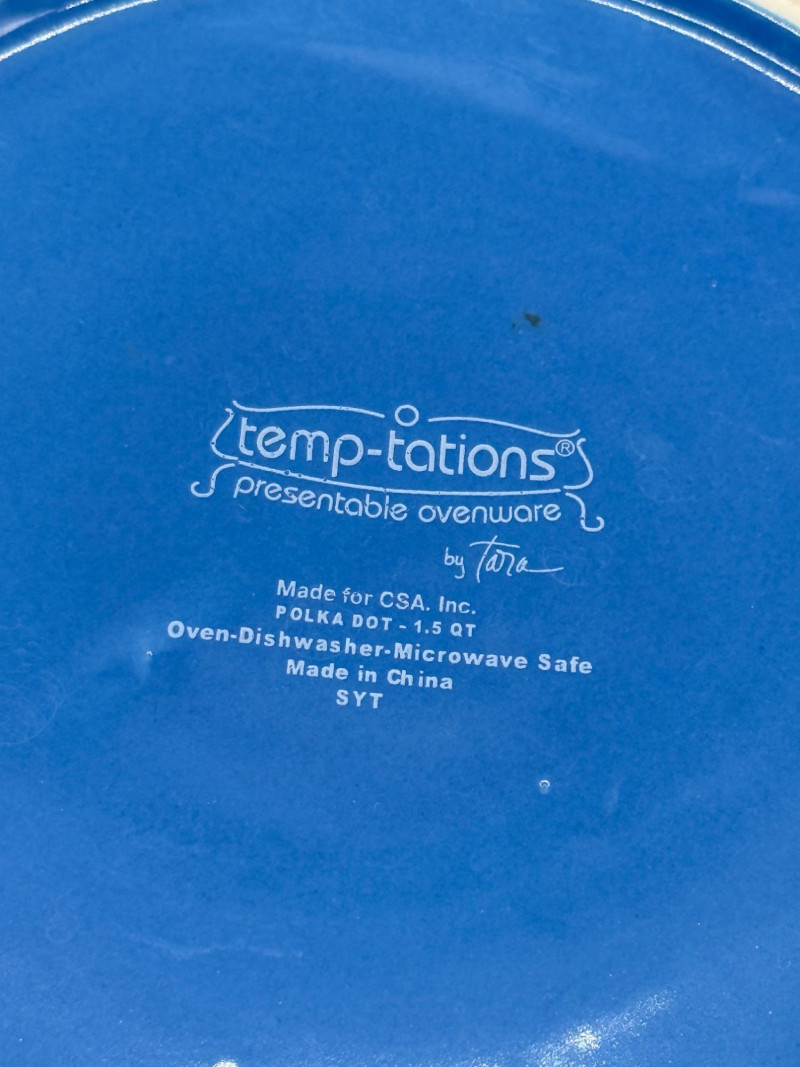 temp-tations®
presentable ovenware
by Tara
Made for CSA. Inc.
POLKA DOT - 1.5 QT
Oven-Dishwasher-Microwave Safe
Made in China
SYT